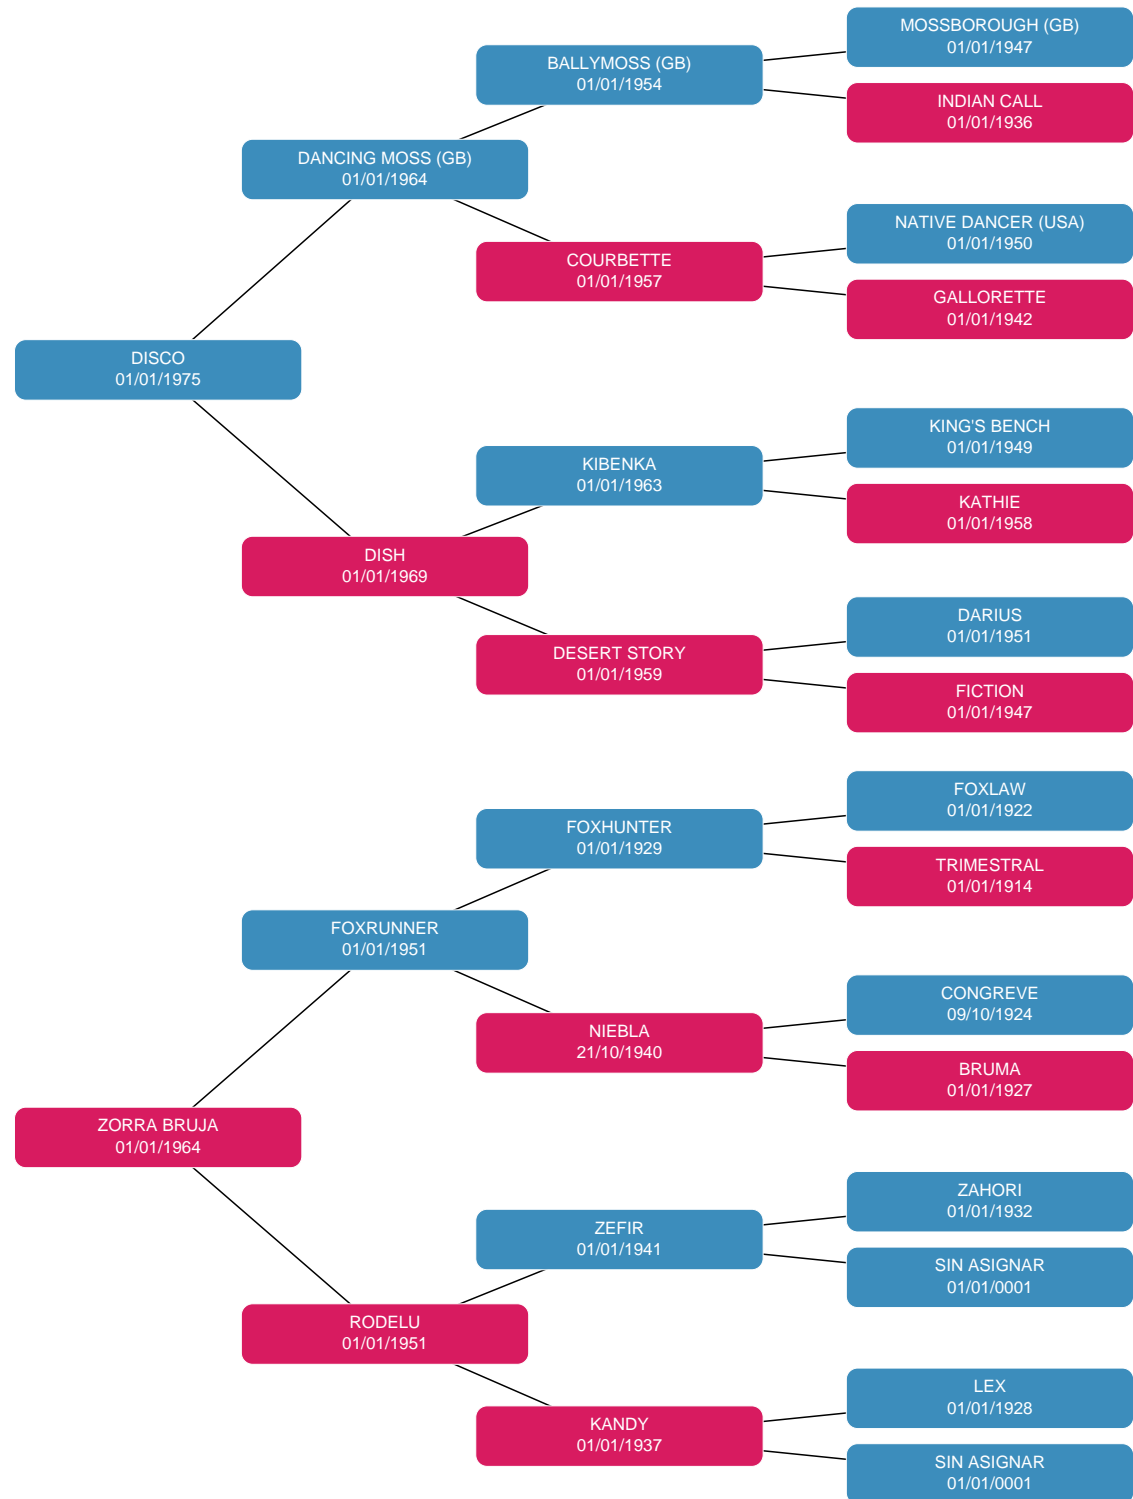 MOSSBOROUGH (GB)
01/01/1947
BALLYMOSS (GB)
01/01/1954
INDIAN CALL
01/01/1936
DANCING MOSS (GB)
01/01/1964
NATIVE DANCER (USA)
01/01/1950
COURBETTE
01/01/1957
GALLORETTE
01/01/1942
DISCO
01/01/1975
KING'S BENCH
01/01/1949
KIBENKA
01/01/1963
KATHIE
01/01/1958
DISH
01/01/1969
DARIUS
01/01/1951
DESERT STORY
01/01/1959
FICTION
01/01/1947
FOXLAW
01/01/1922
FOXHUNTER
01/01/1929
TRIMESTRAL
01/01/1914
FOXRUNNER
01/01/1951
CONGREVE
09/10/1924
NIEBLA
21/10/1940
BRUMA
01/01/1927
ZORRA BRUJA
01/01/1964
ZAHORI
01/01/1932
ZEFIR
01/01/1941
SIN ASIGNAR
01/01/0001
RODELU
01/01/1951
LEX
01/01/1928
KANDY
01/01/1937
SIN ASIGNAR
01/01/0001